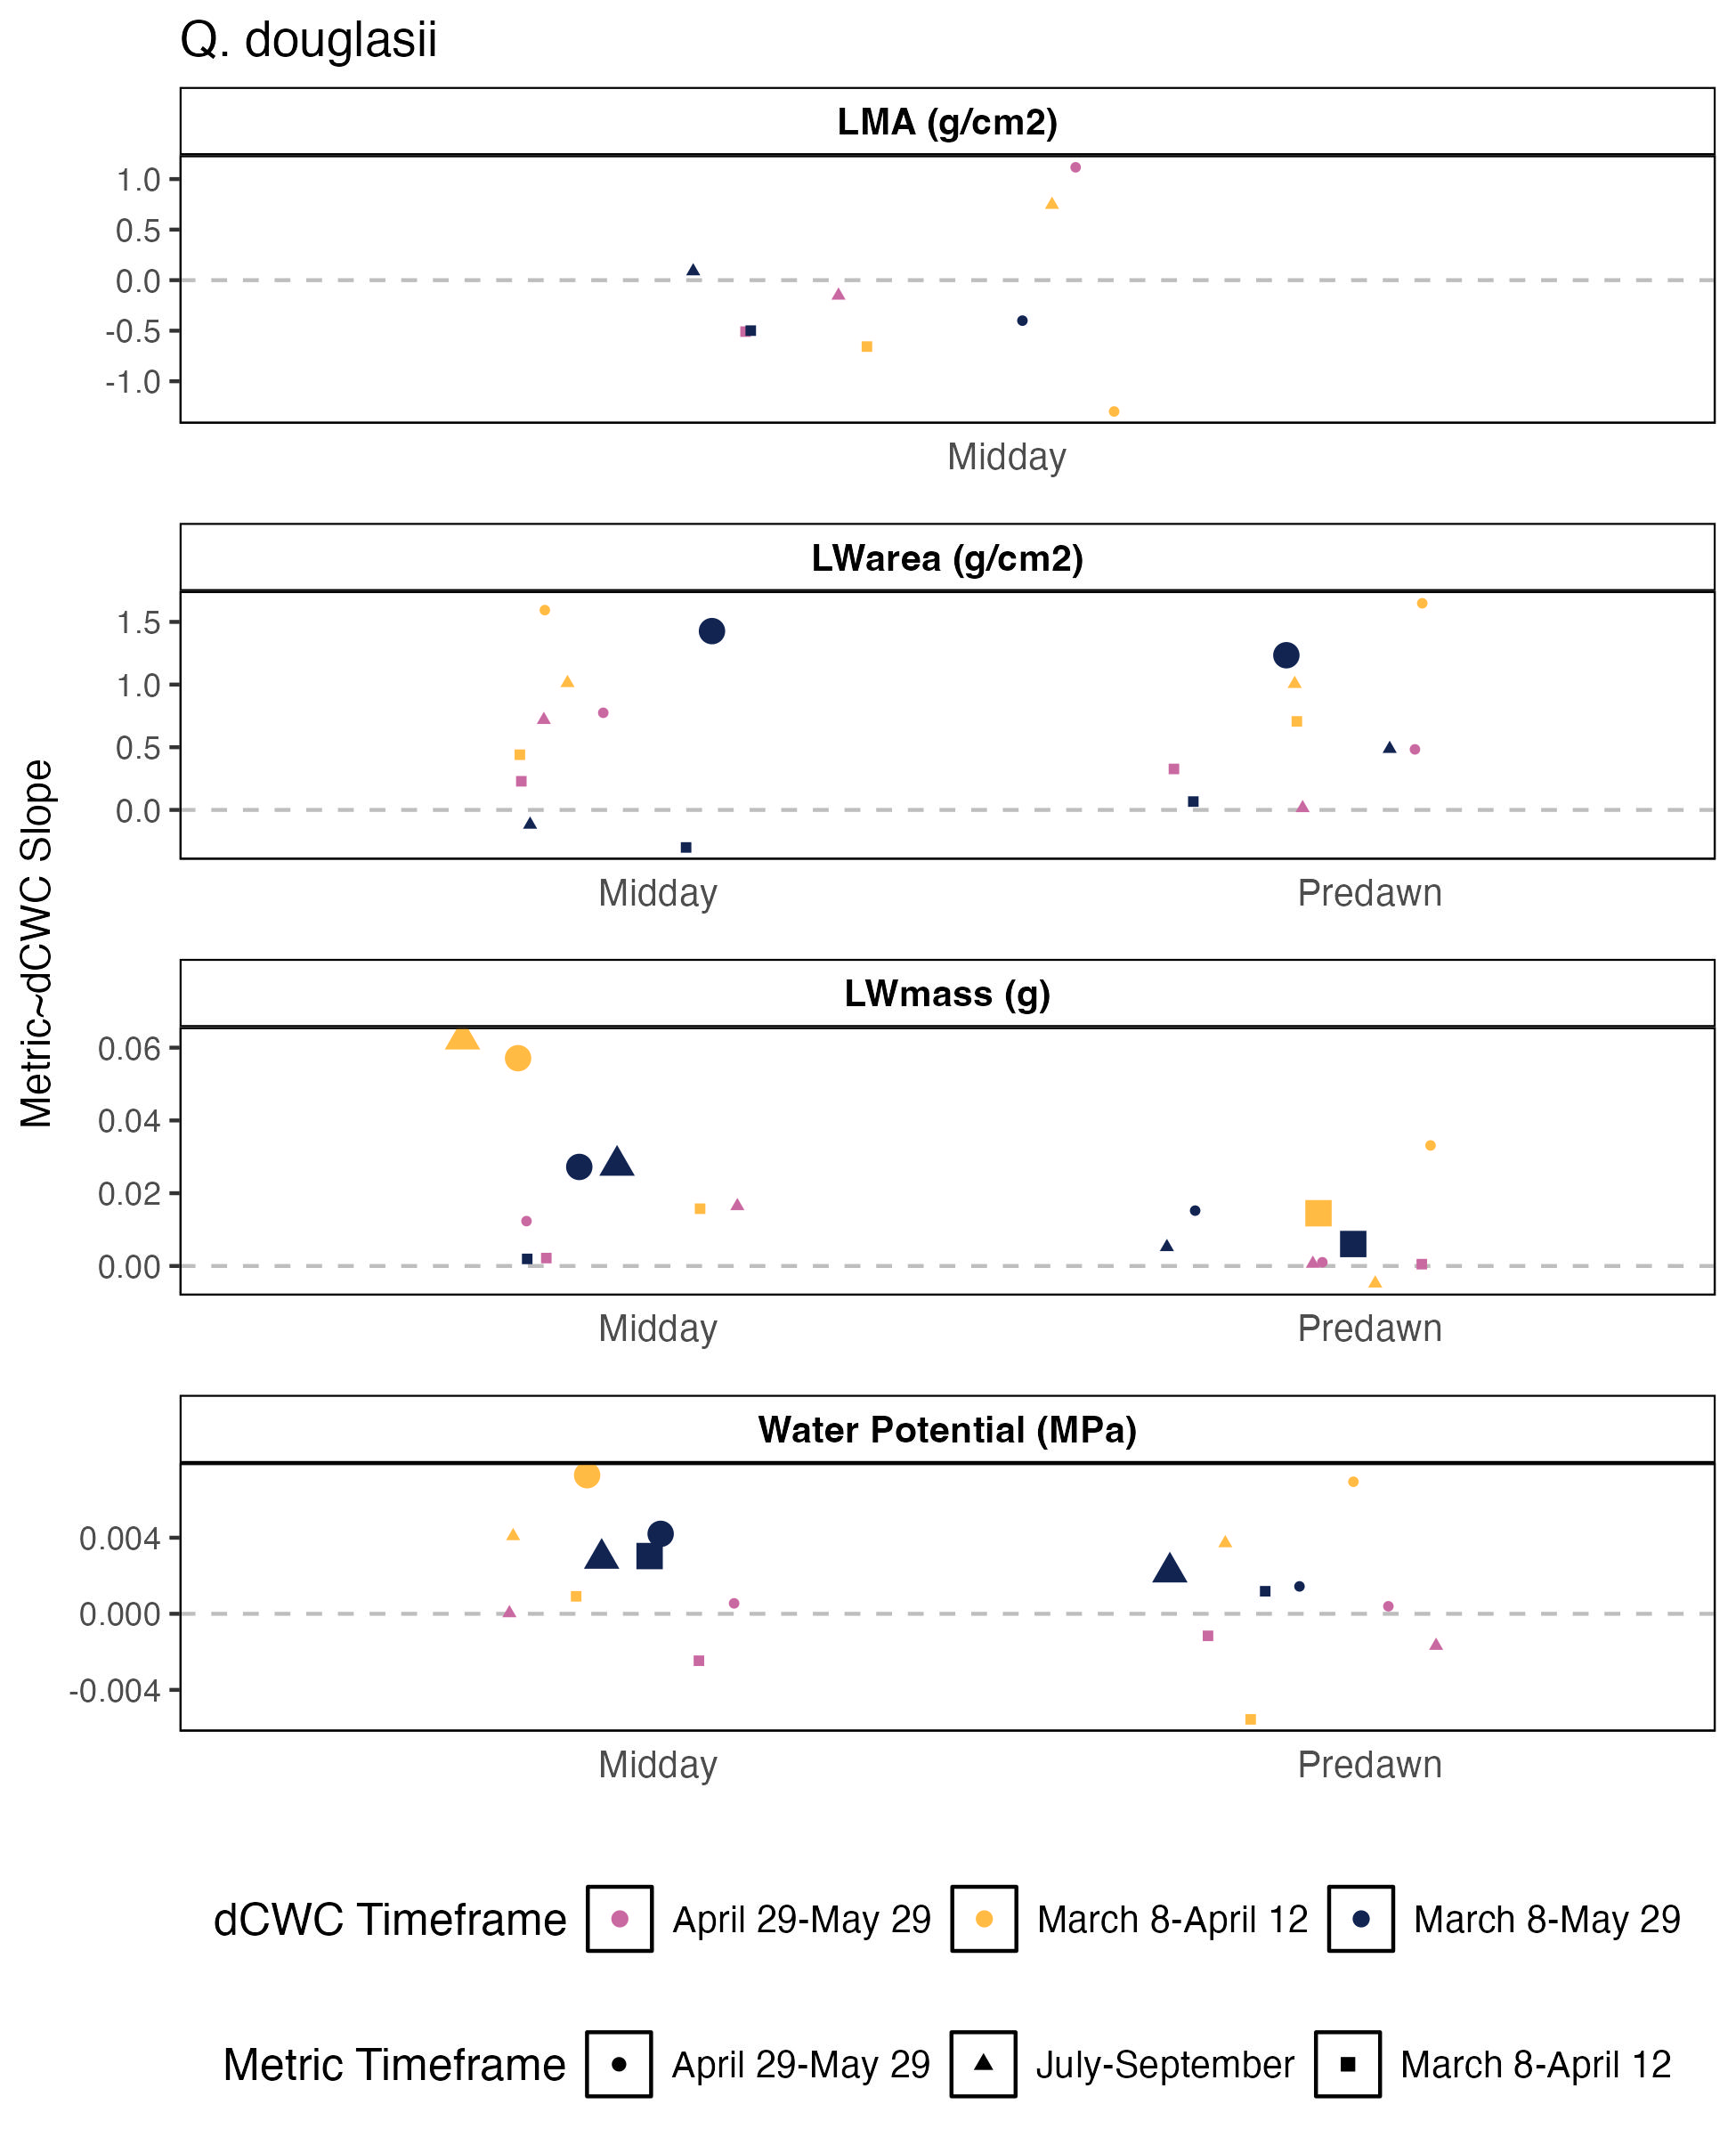 Q. douglasii
LMA (g/cm2)
1.0
0.5
0.0
-0.5
-1.0
Midday
LWarea (g/cm2)
1.5
1.0
0.5
0.0
Midday Predawn
Metric~dCWC Slope
LWmass (g)
0.06
0.04
0.02
0.00
Midday Predawn
Water Potential (MPa)
0.004
0.000
-0.004
Midday Predawn
dCWC Timeframe April 29-May 29 March 8-April 12 March 8-May 29
Metric Timeframe April 29-May 29 July-September March 8-April 12